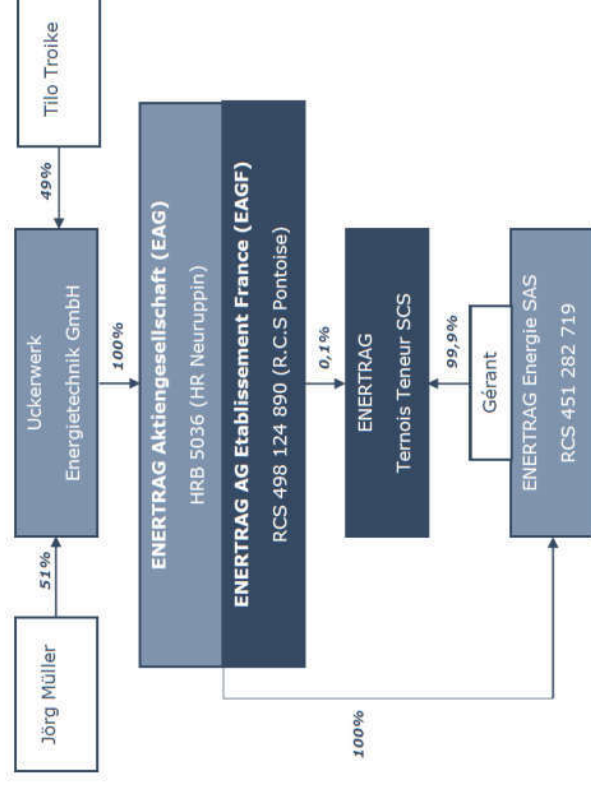 Jörg Müller
51%
Uckerwerk
Energietechnik GmbH
49%
Tilo Troike
100%
ENERTRAG Aktiengesellschaft (EAG)
HRB 5036 (HR Neuruppin)
ENERTRAG AG Etablissement France (EAGF)
RCS 498 124 890 (R.C.S Pontoise)
0,1%
ENERTRAG
Ternois Teneur SCS
100%
99,9%
Gérant
ENERTRAG Energie SAS
RCS 451 282 719